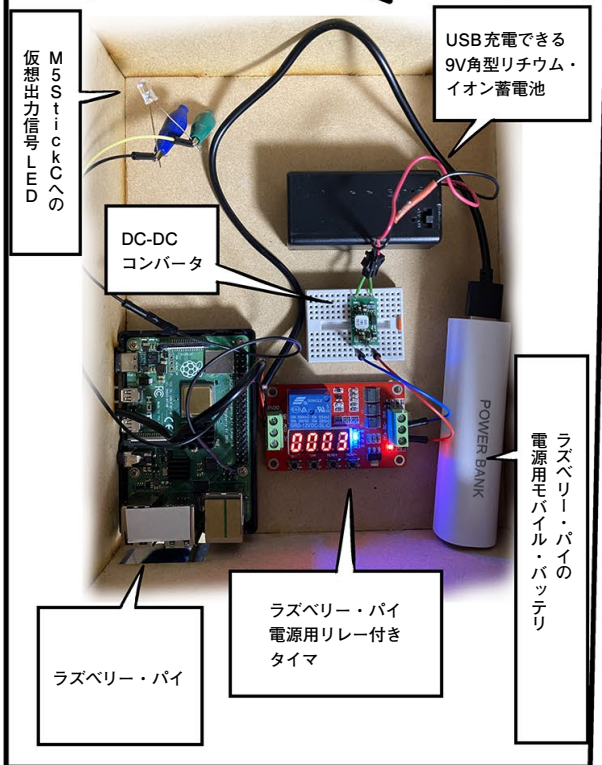 M5StickCへの
仮想出力信号LED
USB充電できる
9V角型リチウム・
イオン蓄電池
DC-DC
コンバータ
POWER BANK
ラズベリー・パイの
電源用モバイル・バッテリ
ラズベリー・パイ
電源用リレー付き
タイマ
ラズベリー・パイ